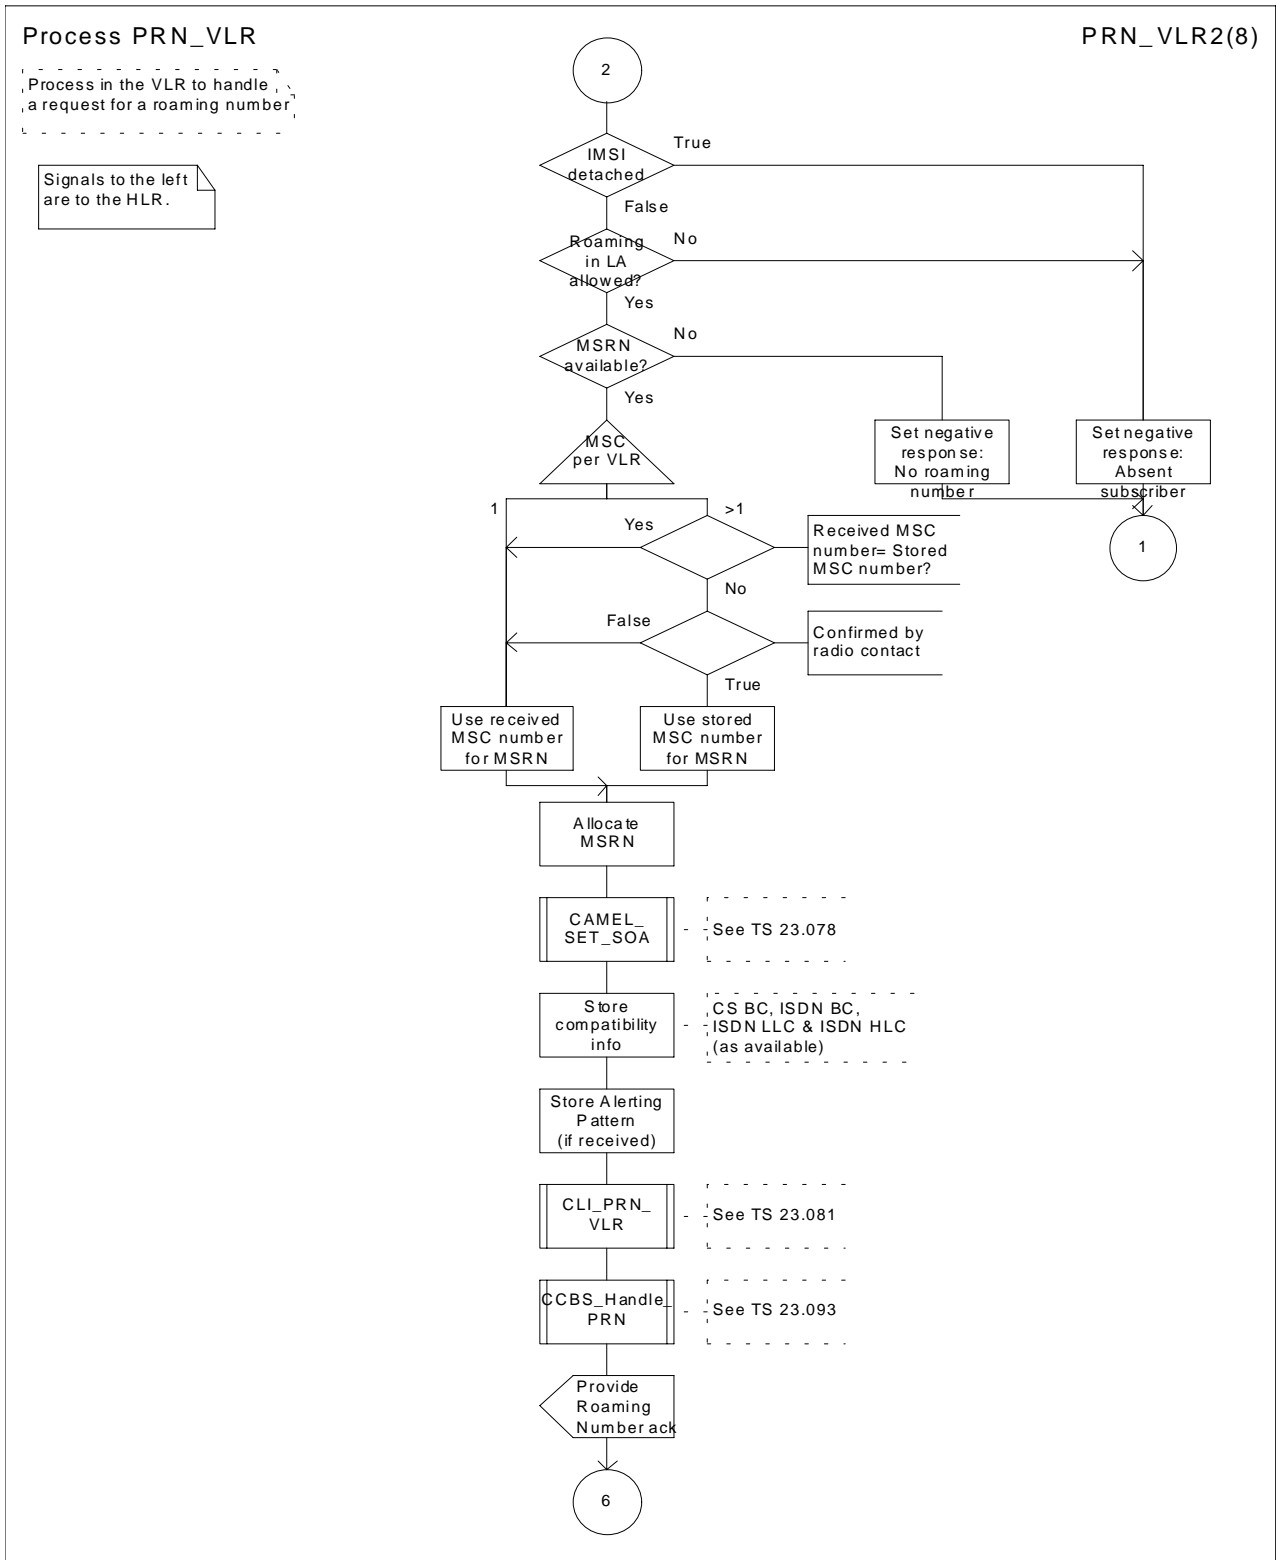 Process PRN_VLR
PRN_VLR2(8)
Process in the VLR to handle
a request for a roaming number
Signals to the left
are to the HLR.
2
IMSI
detached
True
False
Roaming
in LA
allowed?
No
Yes
MSRN
available?
No
Yes
MSC
per VLR
Set negative
response:
No roaming
number
Set negative
response:
Absent
subscriber
1
>1
Yes
Received MSC
number= Stored
MSC number?
1
No
False
Confirmed by
radio contact
True
Use received
MSC number
for MSRN
Use stored
MSC number
for MSRN
Allocate
MSRN
CAMEL_
SET_SOA
See TS 23.078
Store
compatibility
info
CS BC, ISDN BC,
ISDN LLC & ISDN HLC
(as available)
Store Alerting
Pattern
(if received)
CLI_PRN_
VLR
See TS 23.081
CCBS_Handle_
PRN
See TS 23.093
Provide
Roaming
Number ack
6